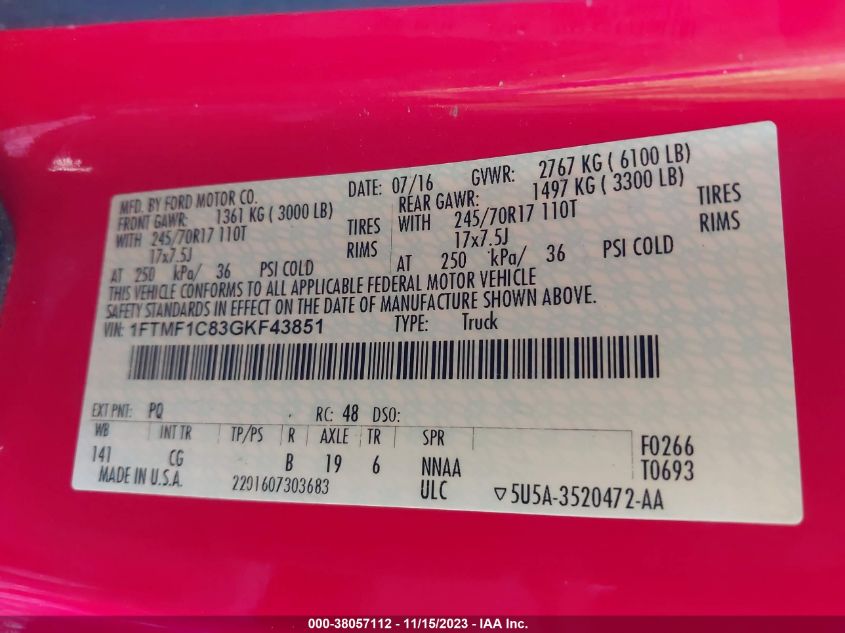 MFD. BY FORD MOTOR CO. DATE: 07/16 GVWR: 2767 KG ( 6100 LB)
FRONT GAWR: 1361 KG ( 3000 LB) REAR GAWR: 1497 KG ( 3300 LB)
WITH 245/70R17 110T TIRES WITH 245/70R17 110T TIRES
17x7.5J RIMS 17x7.5J RIMS
AT 250 kPa/ 36 PSI COLD AT 250 kPa/ 36 PSI COLD
THIS VEHICLE CONFORMS TO ALL APPLICABLE FEDERAL MOTOR VEHICLE
SAFETY STANDARDS IN EFFECT ON THE DATE OF MANUFACTURE SHOWN ABOVE.
VIN: 1FTMF1C83GKF43851 TYPE: Truck
EXT PNT: PQ RC: 48 DSO:
WB INT TR TP/PS R AXLE TR SPR F0266
141 CG B 19 6 NNAA T0693
MADE IN U.S.A. 2201607303683 ULC ▽5U5A-3520472-AA
000-38057112 - 11/15/2023 - IAA Inc.